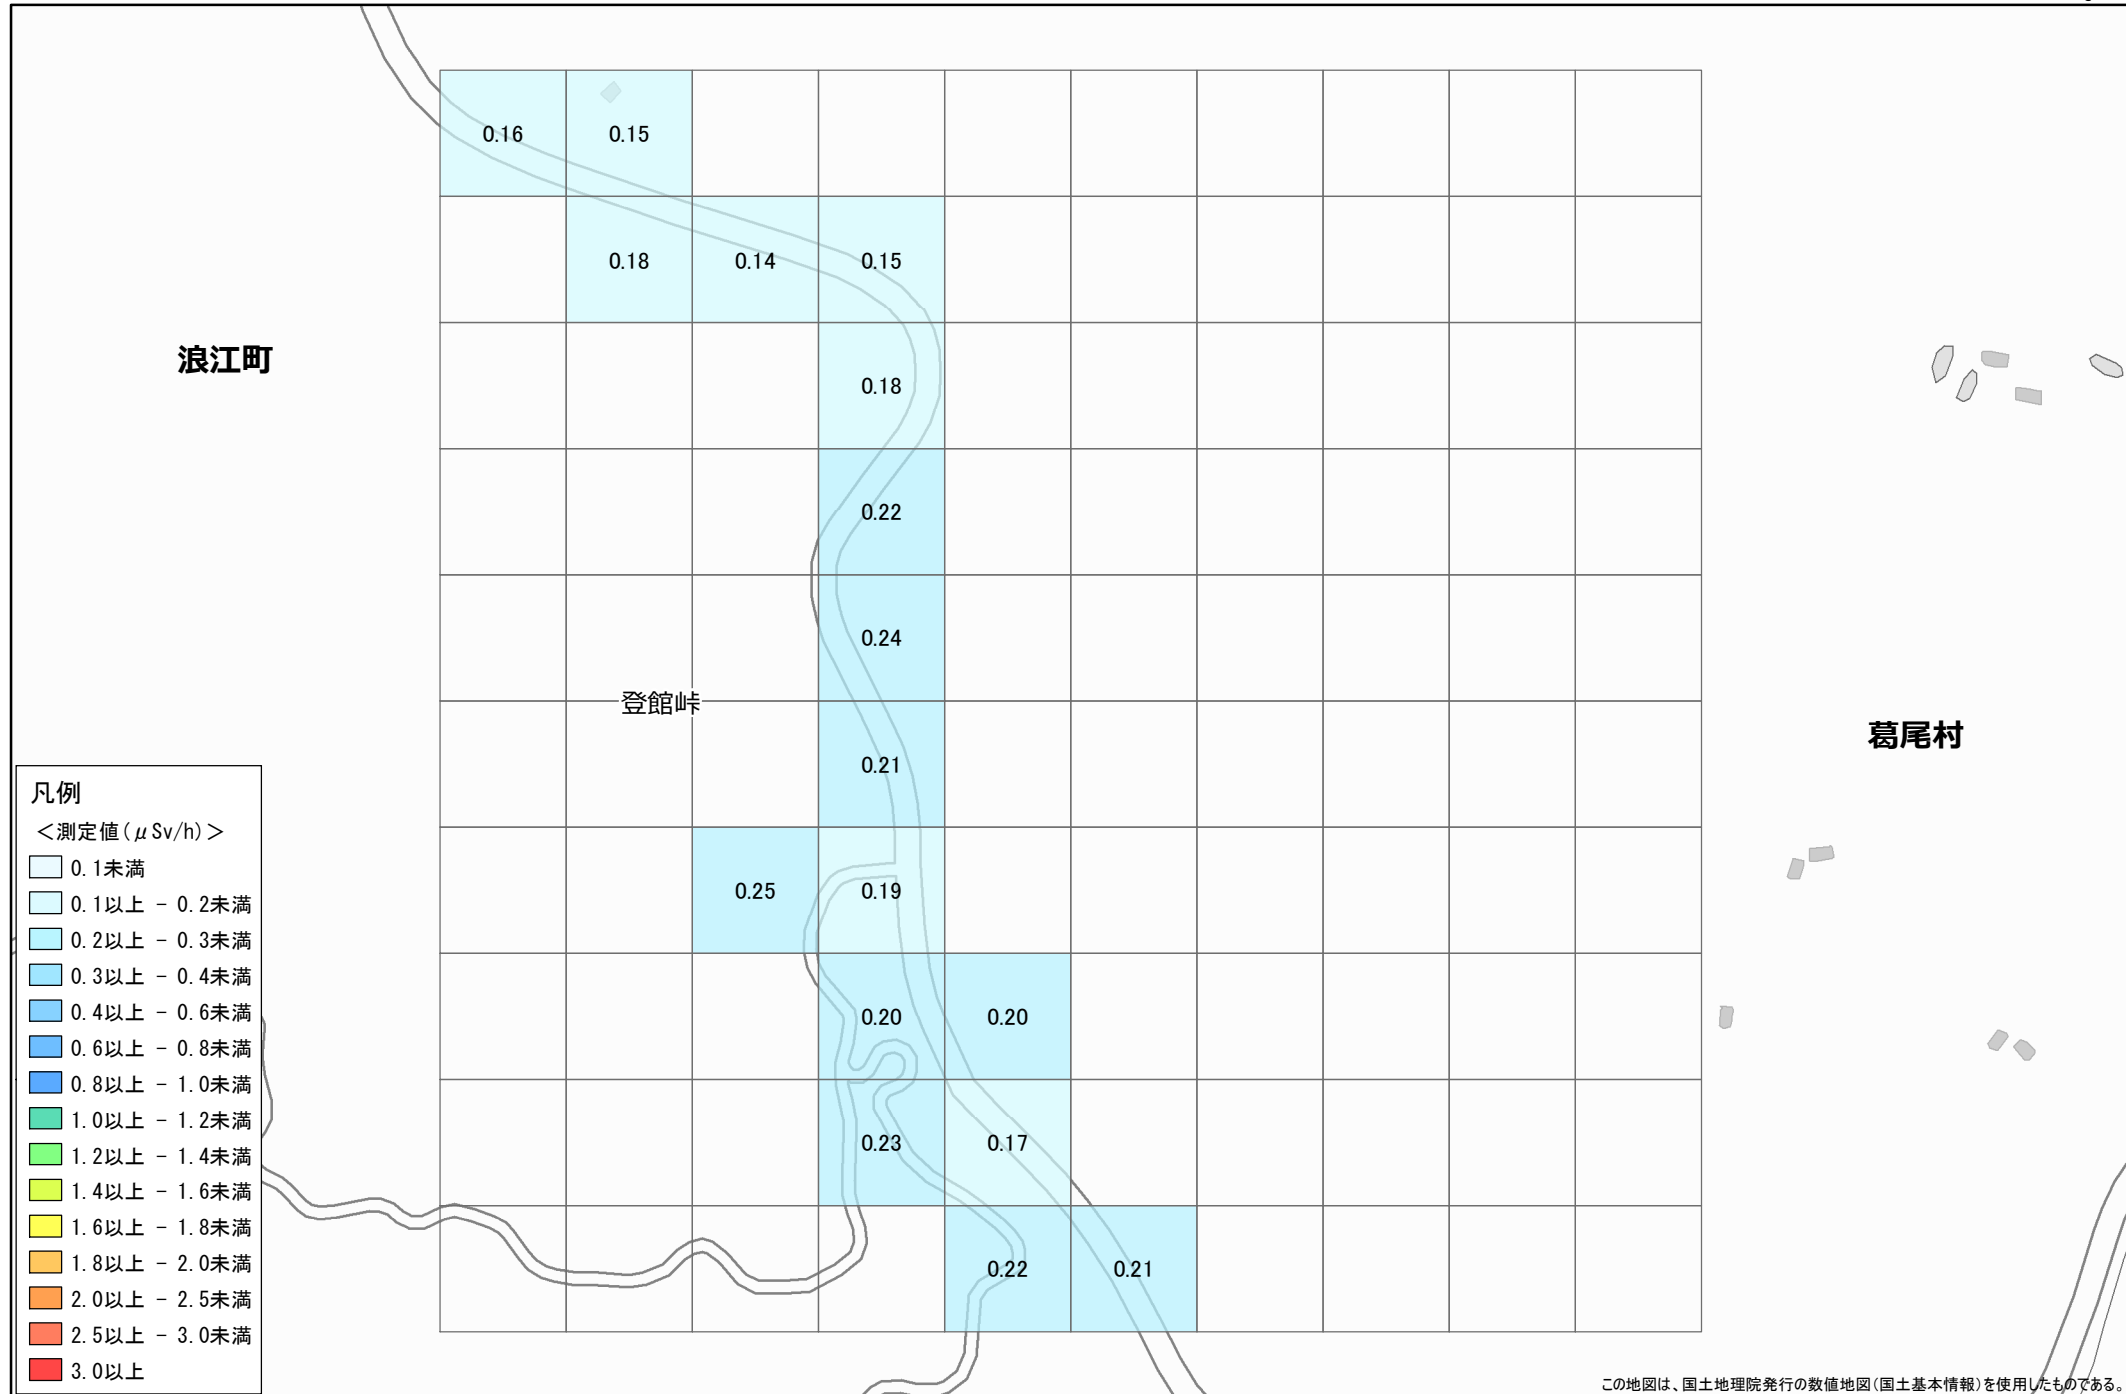 0.16 0.15
0.18 0.14 0.15
浪江町
0.18
0.22
0.24
登館峠
葛尾村
0.21
0.25 0.19
0.20 0.20
0.23 0.17
0.22 0.21
凡例
＜測定値(μSv/h)＞
0.1未満
0.1以上 - 0.2未満
0.2以上 - 0.3未満
0.3以上 - 0.4未満
0.4以上 - 0.6未満
0.6以上 - 0.8未満
0.8以上 - 1.0未満
1.0以上 - 1.2未満
1.2以上 - 1.4未満
1.4以上 - 1.6未満
1.6以上 - 1.8未満
1.8以上 - 2.0未満
2.0以上 - 2.5未満
2.5以上 - 3.0未満
3.0以上
この地図は、国土地理院発行の数値地図(国土基本情報)を使用したものである。